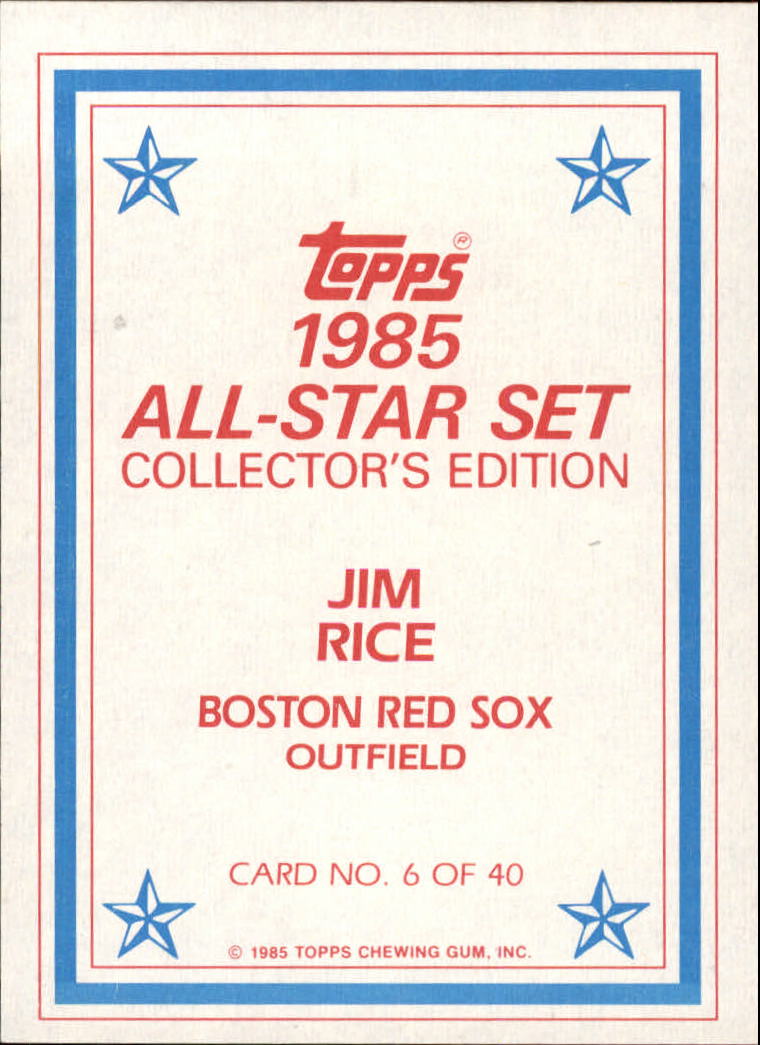 Topps®
1985
ALL-STAR SET
COLLECTOR'S EDITION
JIM
RICE
BOSTON RED SOX
OUTFIELD
CARD NO. 6 OF 40
© 1985 TOPPS CHEWING GUM, INC.